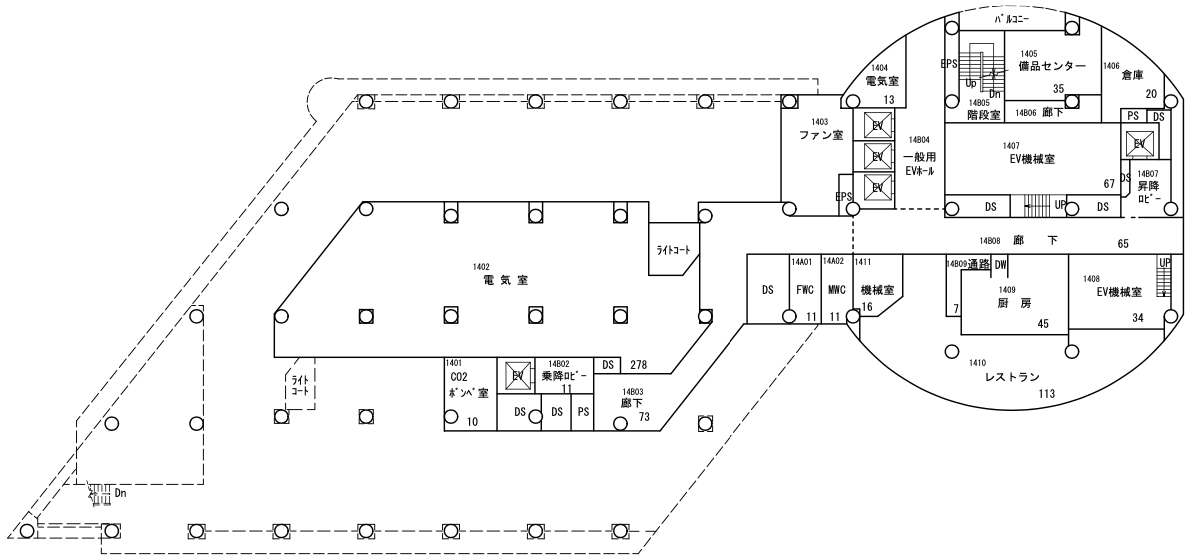 バルコニー
1404
電気室
13
EPS
Up
Dn
14B05
階段室
1405
備品センター
35
14B06 廊下
1406
倉庫
20
PS
DS
1403
ファン室
EV
EV
EV
EPS
14B04
一般用
EVホール
1407
EV機械室
67
EV
DS
14B07
昇降
ロビー
DS
UP
DS
14B08 廊 下
65
ライトコート
1402
電 気 室
278
DS
14A01
FWC
11
14A02
MWC
11
1411
機械室
16
14B09
通路
7
DW
1409
厨 房
45
1408
EV機械室
34
UP
1410
レストラン
113
ライト
コート
1401
CO2
ボンベ室
10
EV
14B02
乗降ロビー
11
DS
DS
DS
PS
14B03
廊下
73
Dn